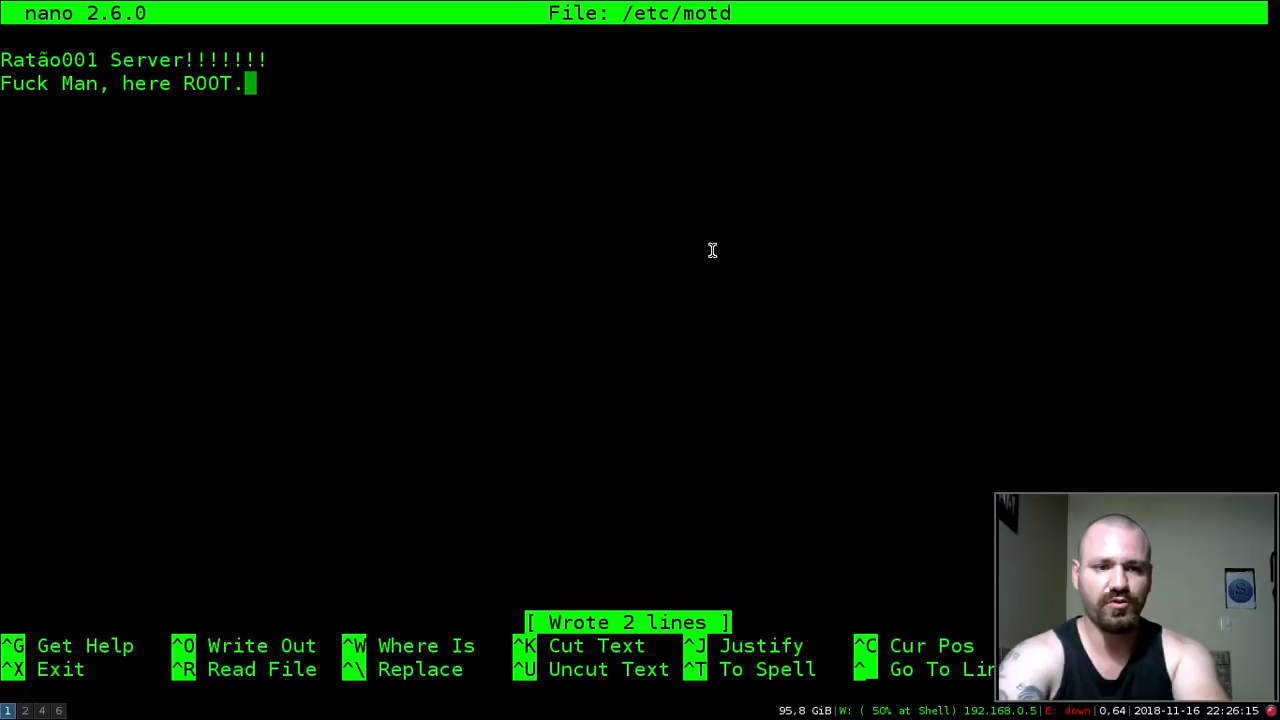 nano 2.6.0 File: /etc/motd
Ratão001 Server!!!!!!!
Fuck Man, here ROOT.
[ Wrote 2 lines ]
^G Get Help ^O Write Out ^W Where Is ^K Cut Text ^J Justify ^C Cur Pos
^X Exit ^R Read File ^\ Replace ^U Uncut Text ^T To Spell ^_ Go To Lin
1 2 4 6 95,8 GiB|W: ( 50% at Shell) 192.168.0.5|E: down|0,64|2018-11-16 22:26:15